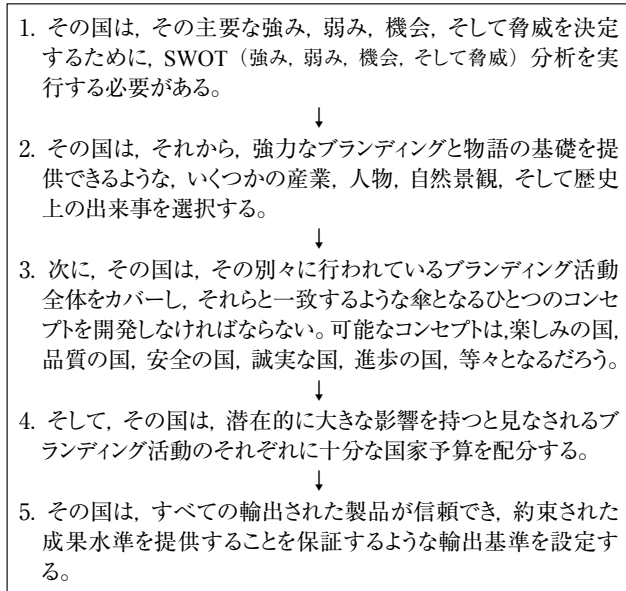 1. その国は, その主要な強み, 弱み, 機会, そして脅威を決定
するために, SWOT（強み, 弱み, 機会, そして脅威）分析を実
行する必要がある。
↓
2. その国は, それから, 強力なブランディングと物語の基礎を提
供できるような, いくつかの産業, 人物, 自然景観, そして歴史
上の出来事を選択する。
↓
3. 次に, その国は, その別々に行われているブランディング活動
全体をカバーし, それらと一致するような傘となるひとつのコンセ
プトを開発しなければならない。可能なコンセプトは,楽しみの国,
品質の国, 安全の国, 誠実な国, 進歩の国, 等々となるだろう。
↓
4. そして, その国は, 潜在的に大きな影響を持つと見なされるブ
ランディング活動のそれぞれに十分な国家予算を配分する。
↓
5. その国は, すべての輸出された製品が信頼でき, 約束された
成果水準を提供することを保証するような輸出基準を設定す
る。